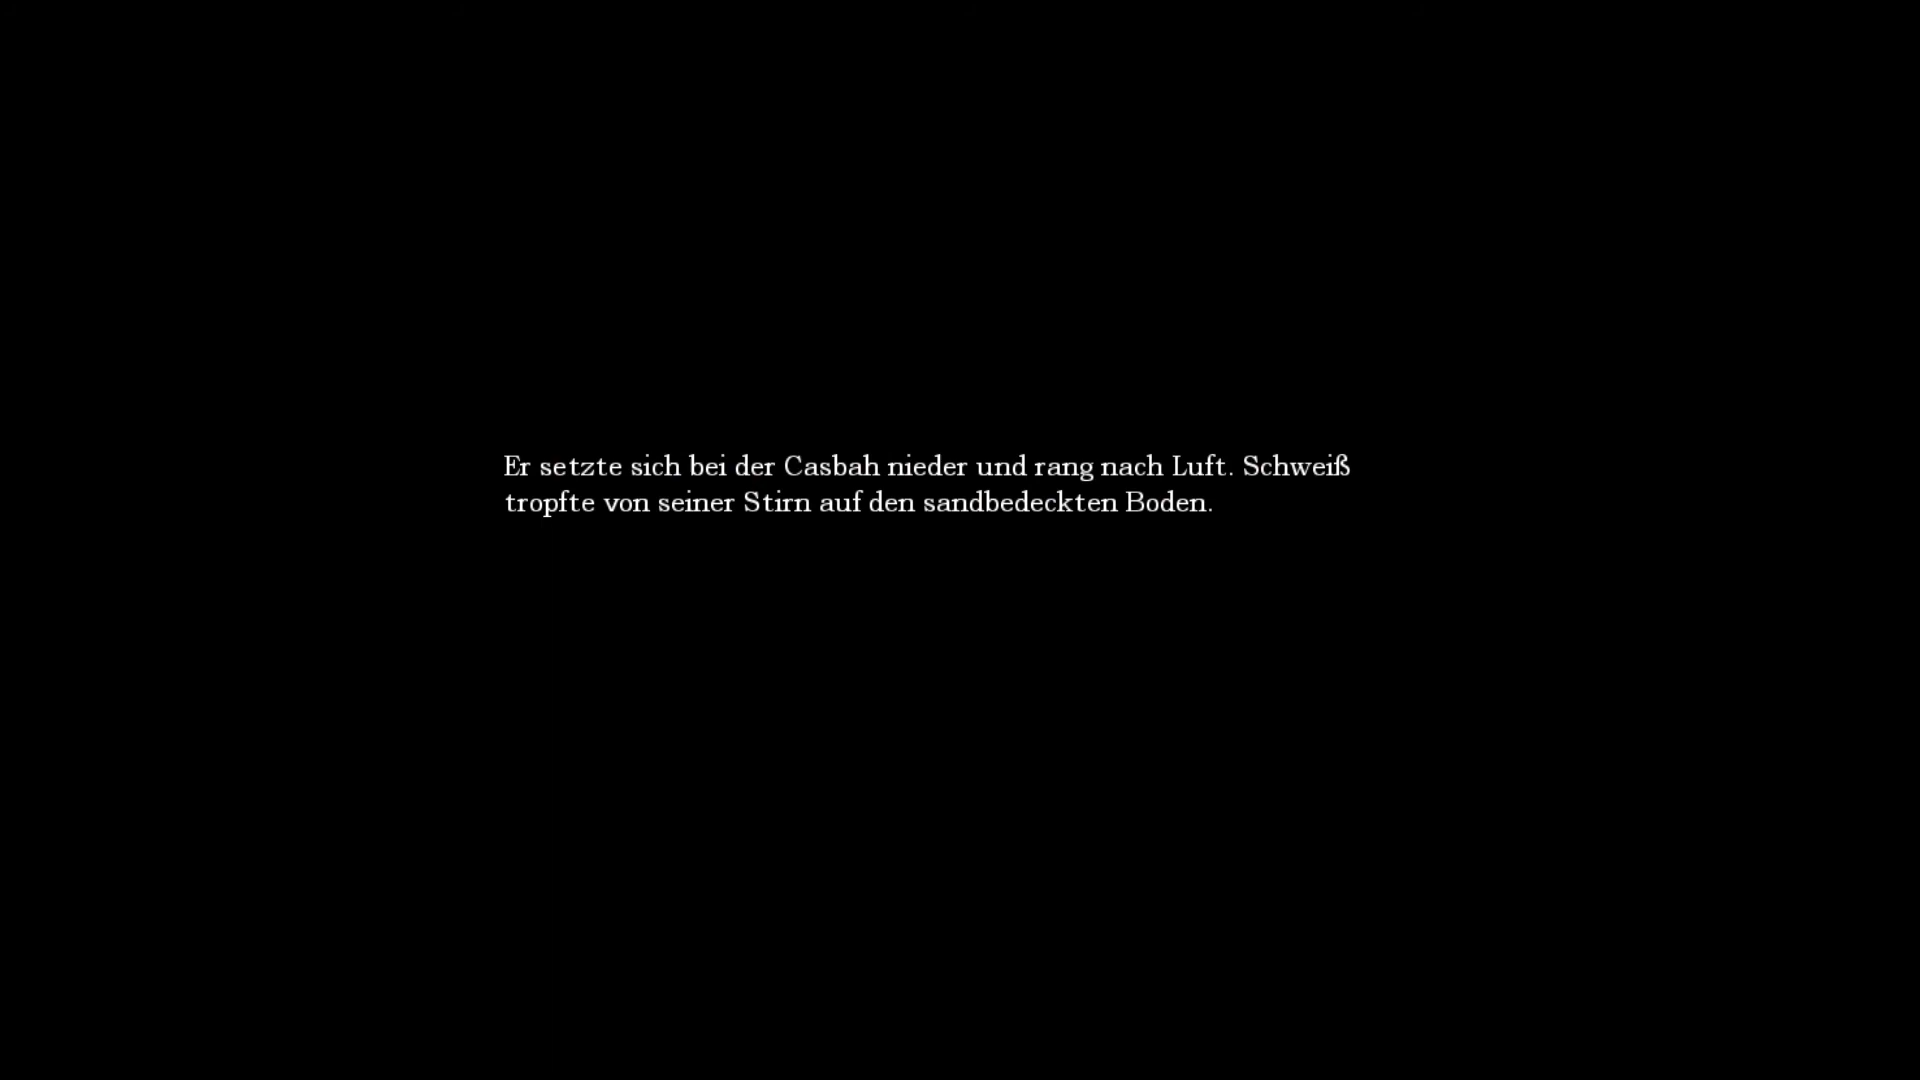 Er setzte sich bei der Casbah nieder und rang nach Luft. Schweiß
tropfte von seiner Stirn auf den sandbedeckten Boden.